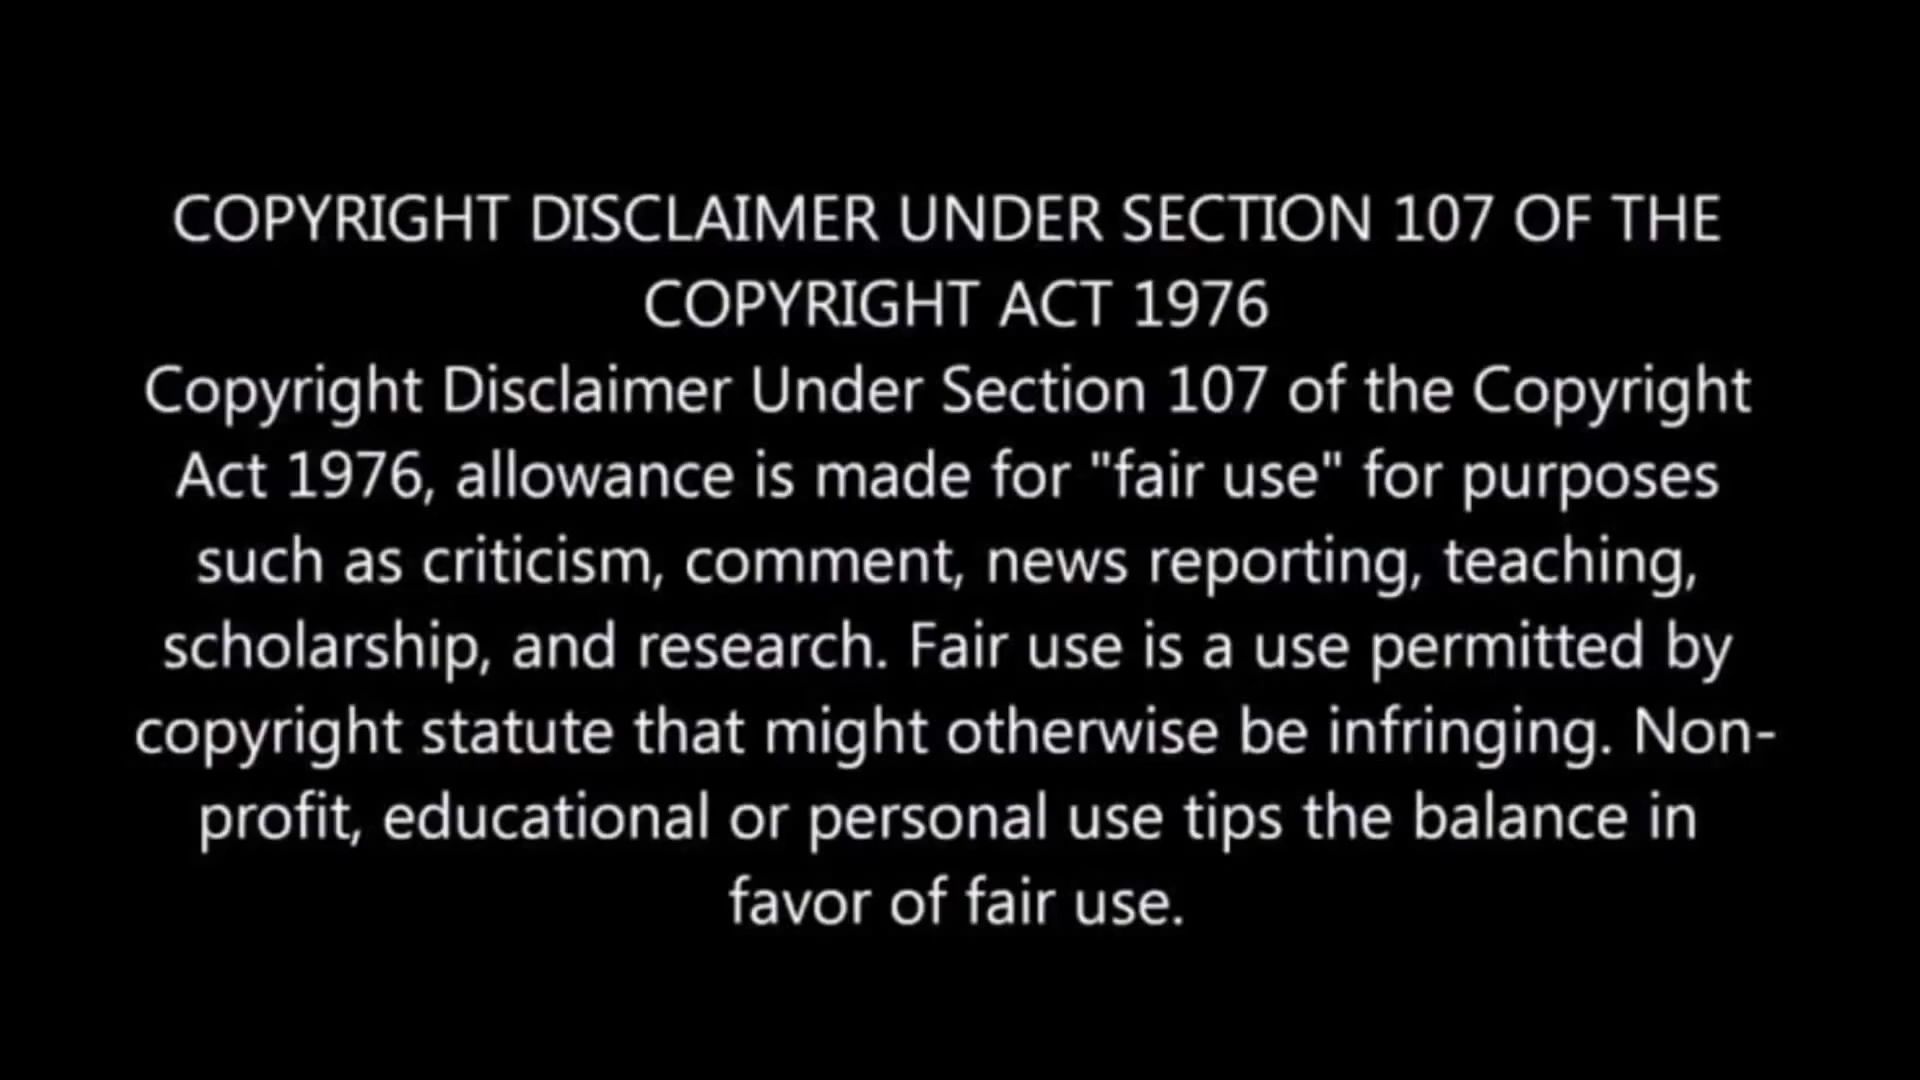 COPYRIGHT DISCLAIMER UNDER SECTION 107 OF THE
COPYRIGHT ACT 1976
Copyright Disclaimer Under Section 107 of the Copyright
Act 1976, allowance is made for "fair use" for purposes
such as criticism, comment, news reporting, teaching,
scholarship, and research. Fair use is a use permitted by
copyright statute that might otherwise be infringing. Non-
profit, educational or personal use tips the balance in
favor of fair use.